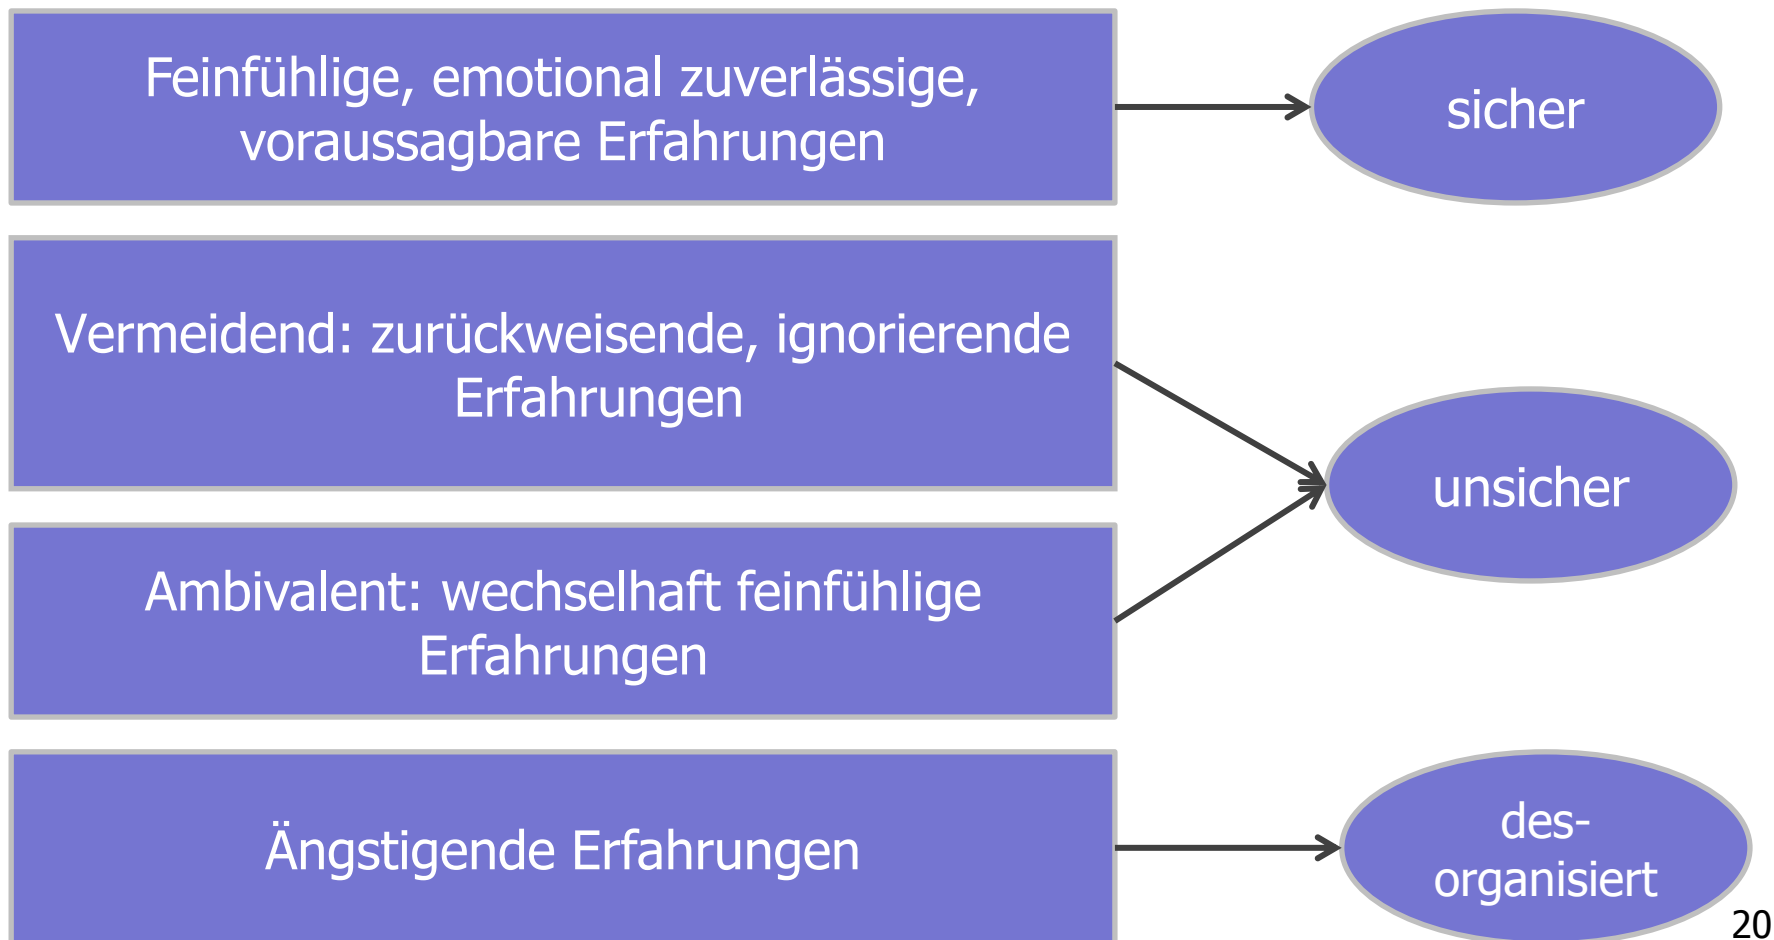 Feinfühlige, emotional zuverlässige,
voraussagbare Erfahrungen
sicher
Vermeidend: zurückweisende, ignorierende
Erfahrungen
unsicher
Ambivalent: wechselhaft feinfühlige
Erfahrungen
Ängstigende Erfahrungen
des-
organisiert
20